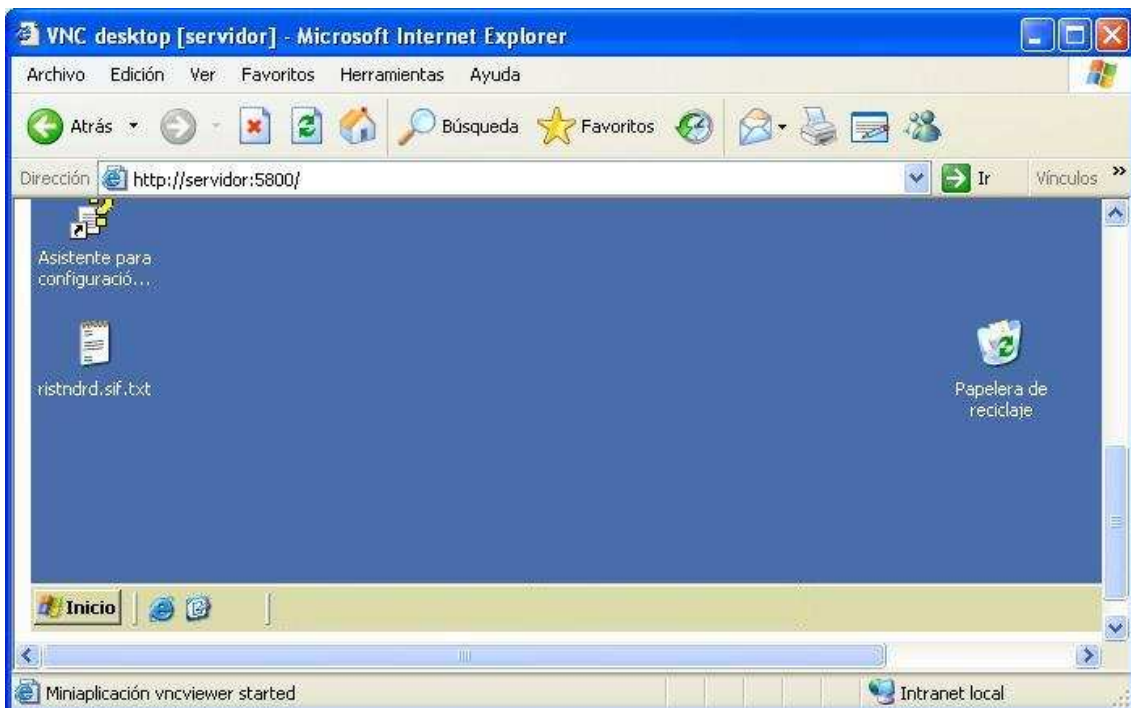 VNC desktop [servidor] - Microsoft Internet Explorer
Archivo Edición Ver Favoritos Herramientas Ayuda
Atrás Búsqueda Favoritos
Dirección http://servidor:5800/ Ir Vínculos »
Asistente para
configuració...
ristndrd.sif.txt
Papelera de
reciclaje
Inicio
Miniaplicación vncviewer started Intranet local